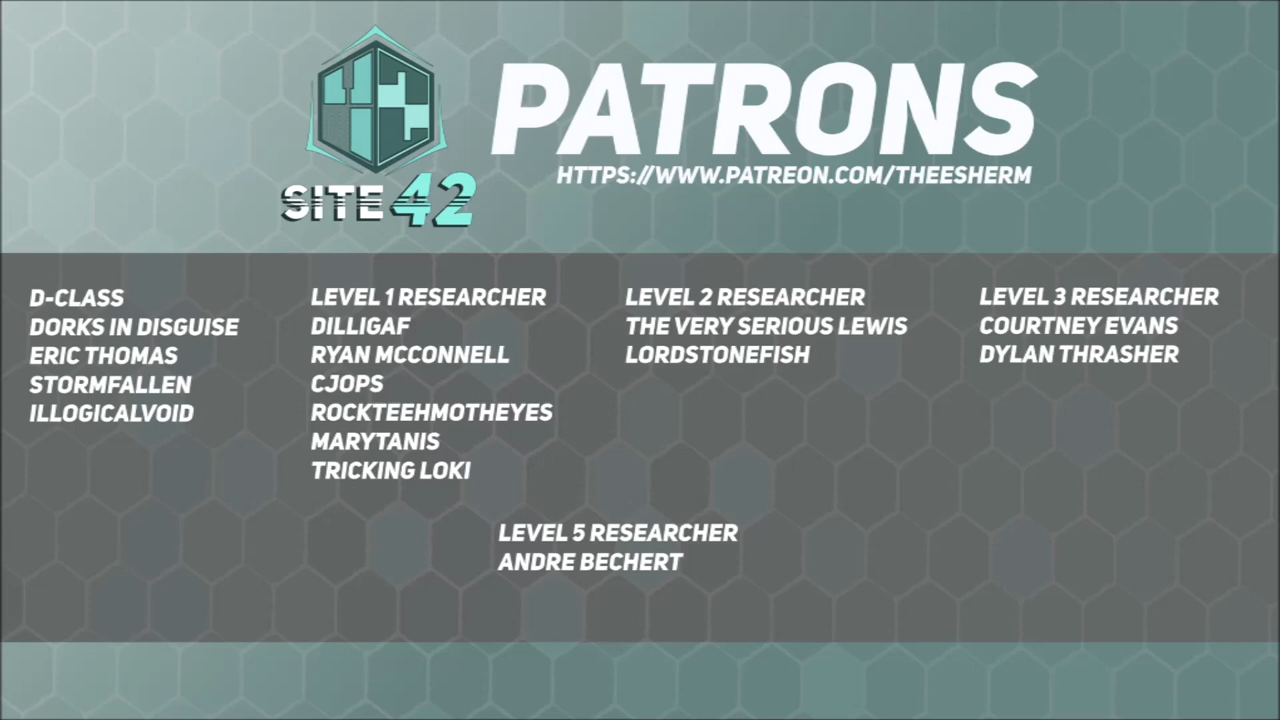 PATRONS
HTTPS://WWW.PATREON.COM/THEESHERM
SITE 42
D-CLASS
DORKS IN DISGUISE
ERIC THOMAS
STORMFALLEN
ILLOGICALVOID
LEVEL 1 RESEARCHER
DILLIGAF
RYAN MCCONNELL
CJOPS
ROCKTEEHMOTHEYES
MARYTANIS
TRICKING LOKI
LEVEL 2 RESEARCHER
THE VERY SERIOUS LEWIS
LORDSTONEFISH
LEVEL 3 RESEARCHER
COURTNEY EVANS
DYLAN THRASHER
LEVEL 5 RESEARCHER
ANDRE BECHERT